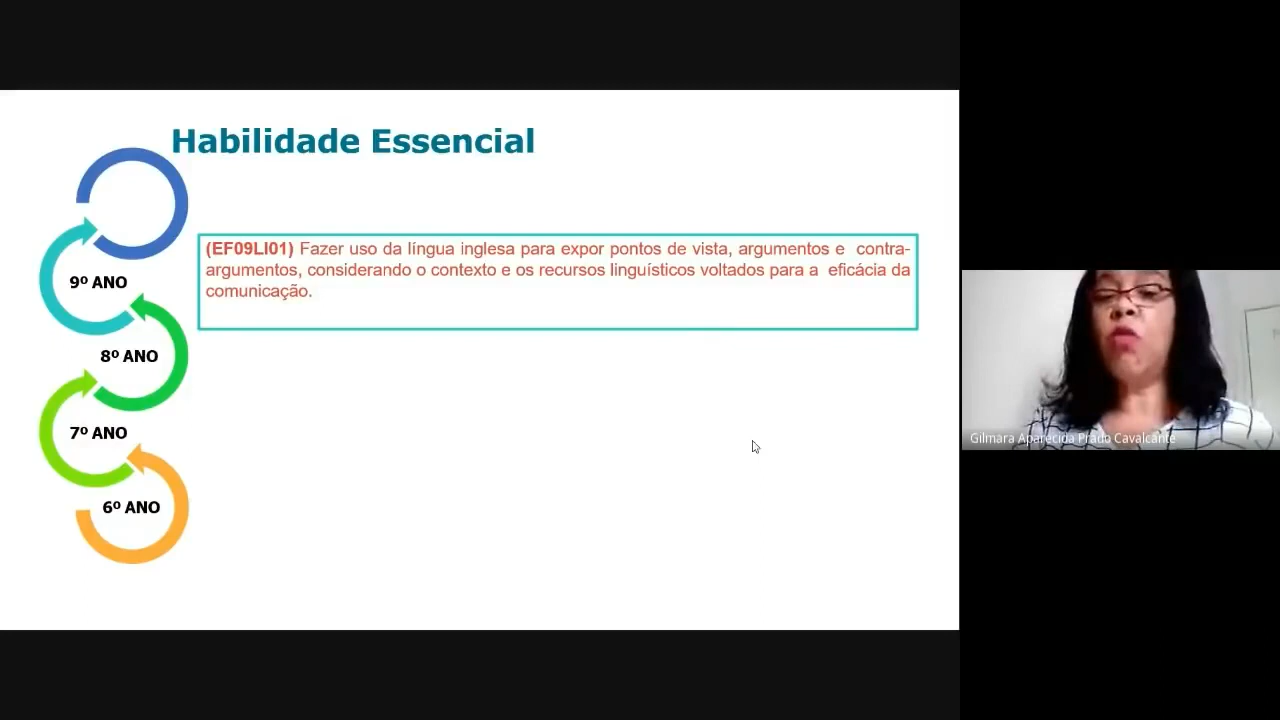 Habilidade Essencial
(EF09LI01) Fazer uso da língua inglesa para expor pontos de vista, argumentos e contra-
argumentos, considerando o contexto e os recursos linguísticos voltados para a eficácia da
comunicação.
9º ANO
8º ANO
7º ANO
6º ANO
Gilmara Aparecida Prado Cavalcante